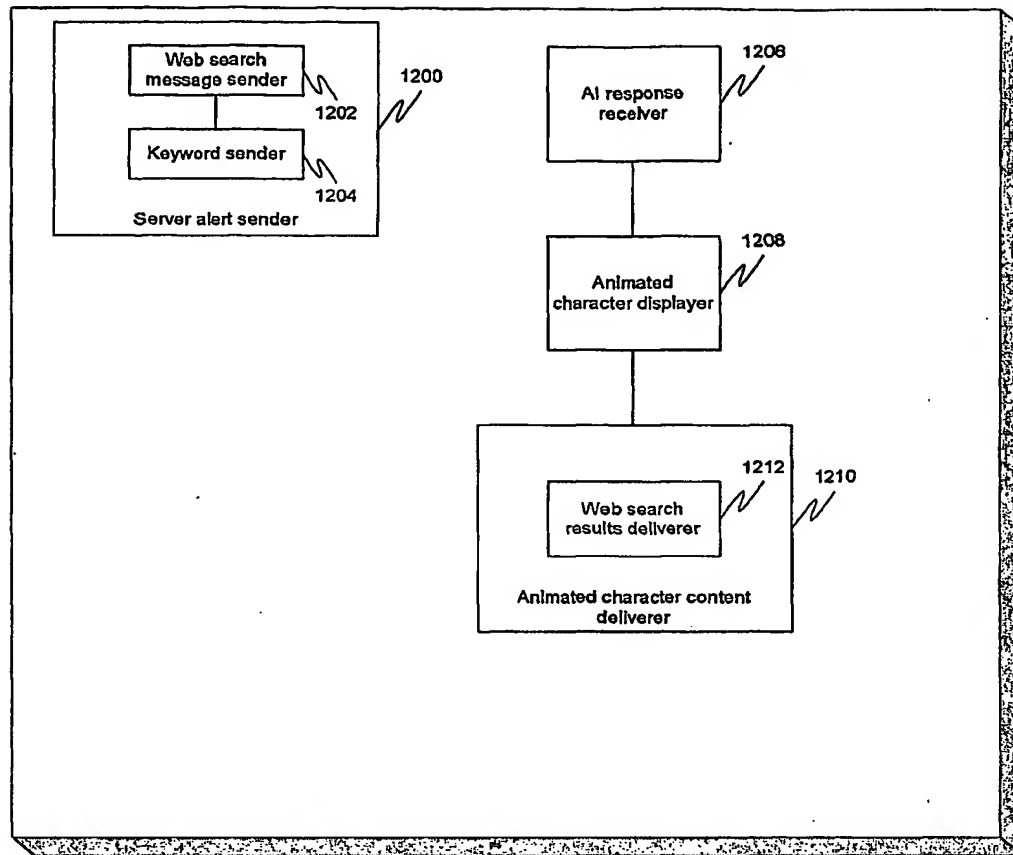 Web search
message sender
1202
1200
Keyword sender
1204
Server alert sender
1208
AI response
receiver
1208
Animated
character displayer
1212
1210
Web search
results deliverer
Animated character content
deliverer